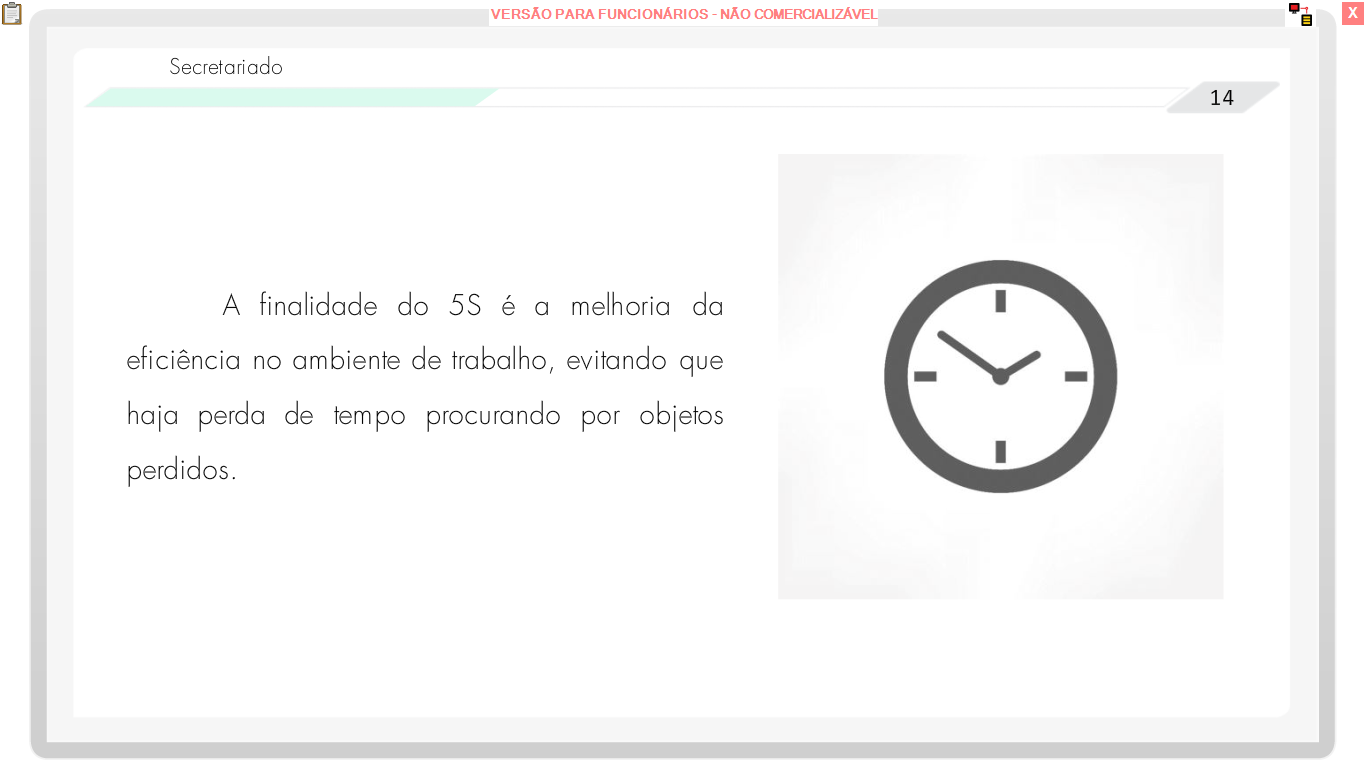 VERSÃO PARA FUNCIONÁRIOS - NÃO COMERCIALIZÁVEL
X
Secretariado
14
A finalidade do 5S é a melhoria da
eficiência no ambiente de trabalho, evitando que
haja perda de tempo procurando por objetos
perdidos.